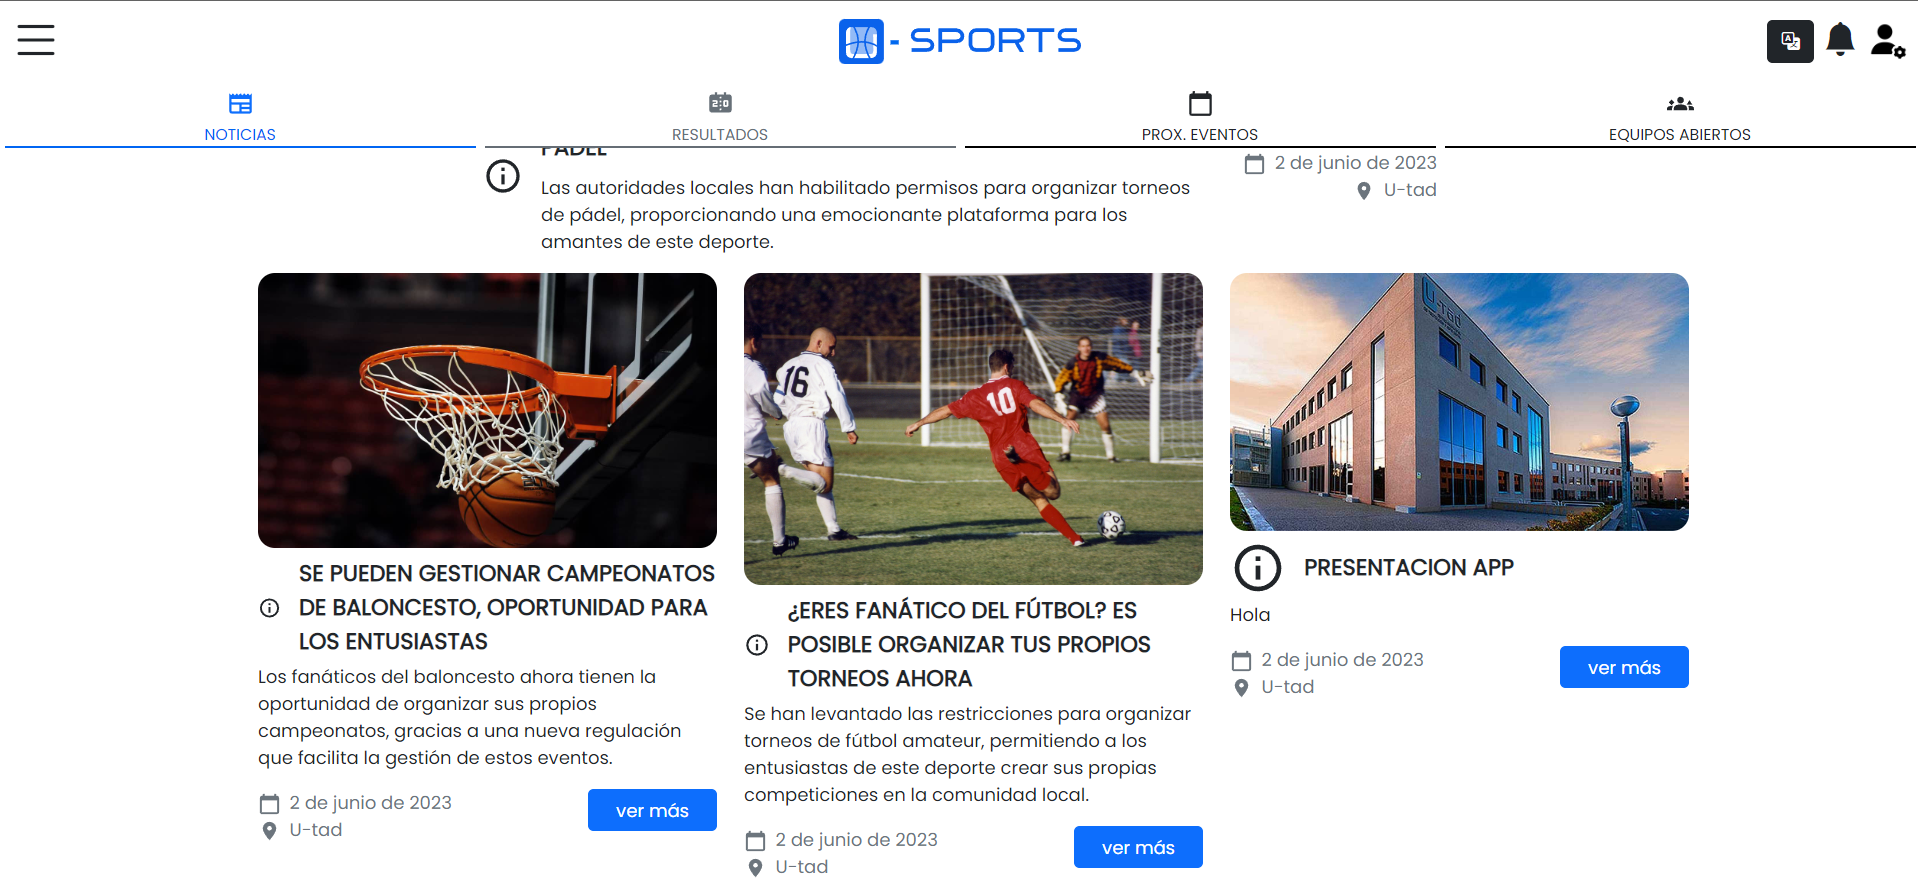 - SPORTS
NOTICIAS
RESULTADOS
PROX. EVENTOS
EQUIPOS ABIERTOS
PÁDEL
2 de junio de 2023
U-tad
Las autoridades locales han habilitado permisos para organizar torneos
de pádel, proporcionando una emocionante plataforma para los
amantes de este deporte.
16
10
U-tad
SE PUEDEN GESTIONAR CAMPEONATOS
DE BALONCESTO, OPORTUNIDAD PARA
LOS ENTUSIASTAS
Los fanáticos del baloncesto ahora tienen la
oportunidad de organizar sus propios
campeonatos, gracias a una nueva regulación
que facilita la gestión de estos eventos.
2 de junio de 2023
U-tad
ver más
¿ERES FANÁTICO DEL FÚTBOL? ES
POSIBLE ORGANIZAR TUS PROPIOS
TORNEOS AHORA
Se han levantado las restricciones para organizar
torneos de fútbol amateur, permitiendo a los
entusiastas de este deporte crear sus propias
competiciones en la comunidad local.
2 de junio de 2023
U-tad
ver más
PRESENTACION APP
Hola
2 de junio de 2023
U-tad
ver más